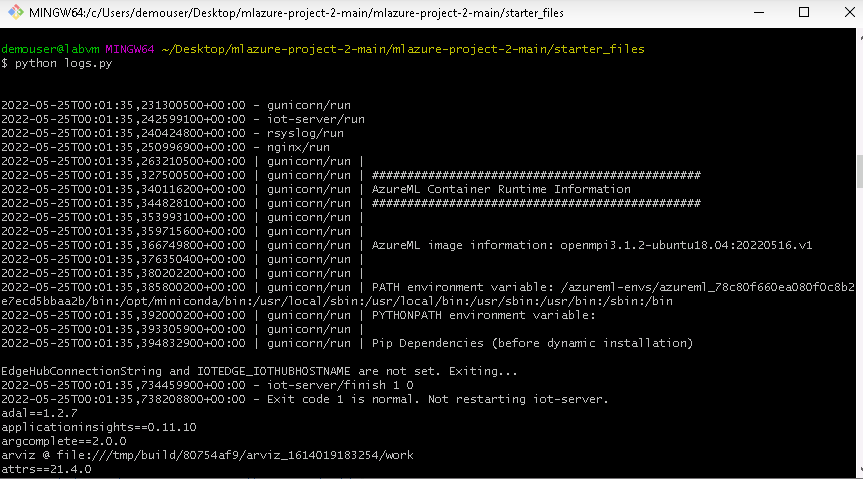 MINGW64:/c/Users/demouser/Desktop/mlazure-project-2-main/mlazure-project-2-main/starter_files
demouser@labvm MINGW64 ~/Desktop/mlazure-project-2-main/mlazure-project-2-main/starter_files
$ python logs.py
2022-05-25T00:01:35,231300500+00:00 - gunicorn/run
2022-05-25T00:01:35,242599100+00:00 - iot-server/run
2022-05-25T00:01:35,240424800+00:00 - rsyslog/run
2022-05-25T00:01:35,250996900+00:00 - nginx/run
2022-05-25T00:01:35,263210500+00:00 | gunicorn/run |
2022-05-25T00:01:35,327500500+00:00 | gunicorn/run | ###############################################
2022-05-25T00:01:35,340116200+00:00 | gunicorn/run | AzureML Container Runtime Information
2022-05-25T00:01:35,344828100+00:00 | gunicorn/run | ###############################################
2022-05-25T00:01:35,353993100+00:00 | gunicorn/run |
2022-05-25T00:01:35,359715600+00:00 | gunicorn/run |
2022-05-25T00:01:35,366749800+00:00 | gunicorn/run | AzureML image information: openmpi3.1.2-ubuntu18.04:20220516.v1
2022-05-25T00:01:35,376350400+00:00 | gunicorn/run |
2022-05-25T00:01:35,380202200+00:00 | gunicorn/run |
2022-05-25T00:01:35,385800200+00:00 | gunicorn/run | PATH environment variable: /azureml-envs/azureml_78c80f660ea080f0c8b2
e7ecd5bbaa2b/bin:/opt/miniconda/bin:/usr/local/sbin:/usr/local/bin:/usr/sbin:/usr/bin:/sbin:/bin
2022-05-25T00:01:35,392000200+00:00 | gunicorn/run | PYTHONPATH environment variable:
2022-05-25T00:01:35,393305900+00:00 | gunicorn/run |
2022-05-25T00:01:35,394832900+00:00 | gunicorn/run | Pip Dependencies (before dynamic installation)
EdgeHubConnectionString and IOTEDGE_IOTHUBHOSTNAME are not set. Exiting...
2022-05-25T00:01:35,734459900+00:00 - iot-server/finish 1 0
2022-05-25T00:01:35,738208800+00:00 - Exit code 1 is normal. Not restarting iot-server.
adal==1.2.7
applicationinsights==0.11.10
argcomplete==2.0.0
arviz @ file:///tmp/build/80754af9/arviz_1614019183254/work
attrs==21.4.0